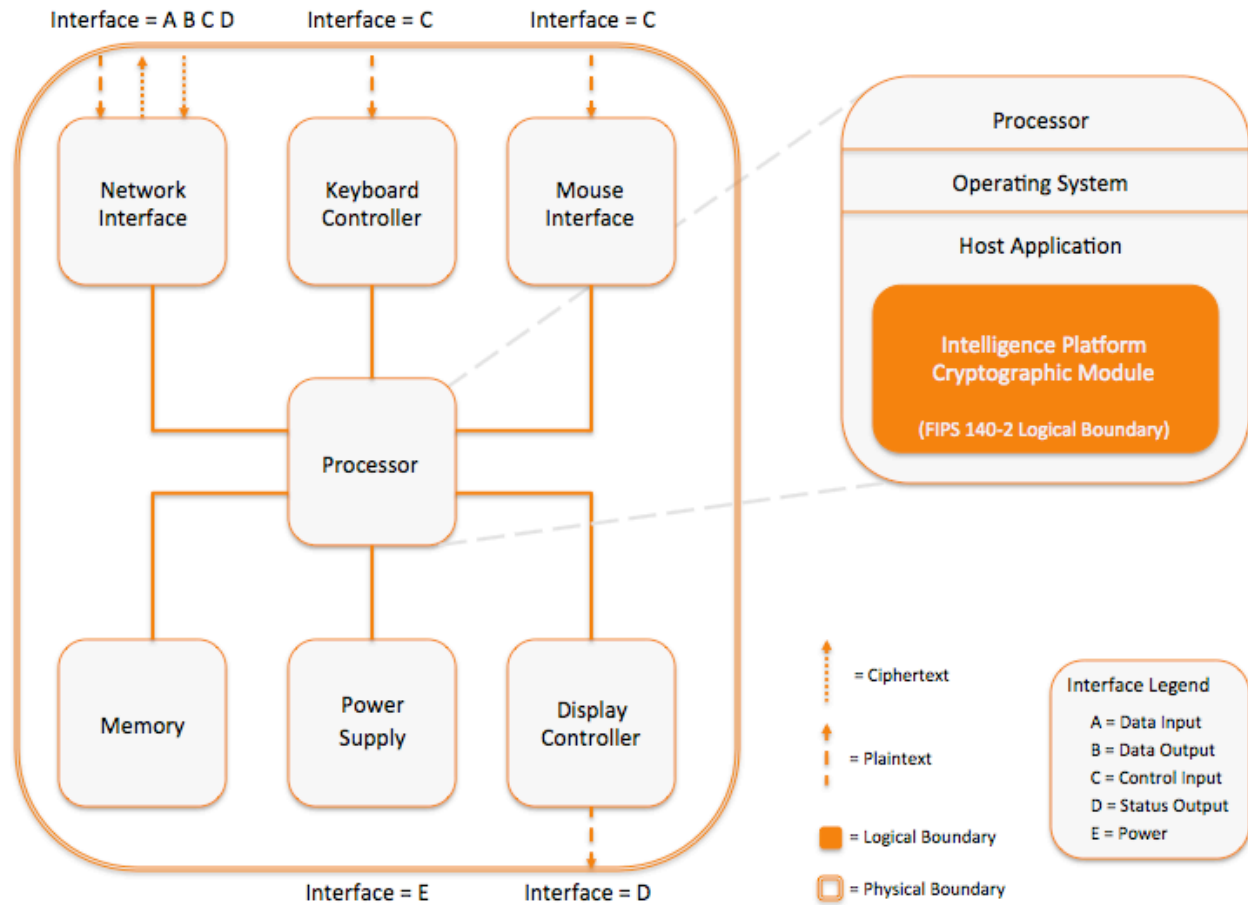 Interface = A B C D
Interface = C
Interface = C
Network
Interface
Keyboard
Controller
Mouse
Interface
Processor
Memory
Power
Supply
Display
Controller
Interface = E
Interface = D
Processor
Operating System
Host Application
Intelligence Platform
Cryptographic Module
(FIPS 140-2 Logical Boundary)
= Ciphertext
= Plaintext
= Logical Boundary
= Physical Boundary
Interface Legend
A = Data Input
B = Data Output
C = Control Input
D = Status Output
E = Power